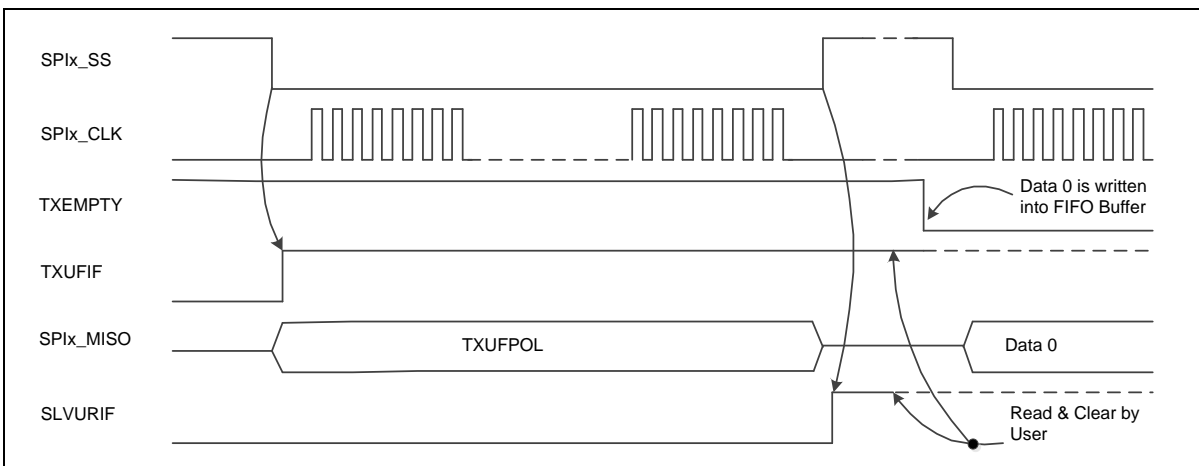 SPIx_SS
SPIx_CLK
TXEMPTY
Data 0 is written
into FIFO Buffer
TXUFIF
SPIx_MISO
TXUFPOL
Data 0
SLVURIF
Read & Clear by
User